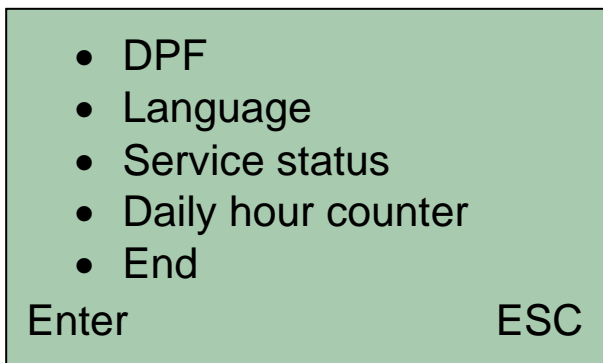 • DPF
• Language
• Service status
• Daily hour counter
• End
Enter ESC